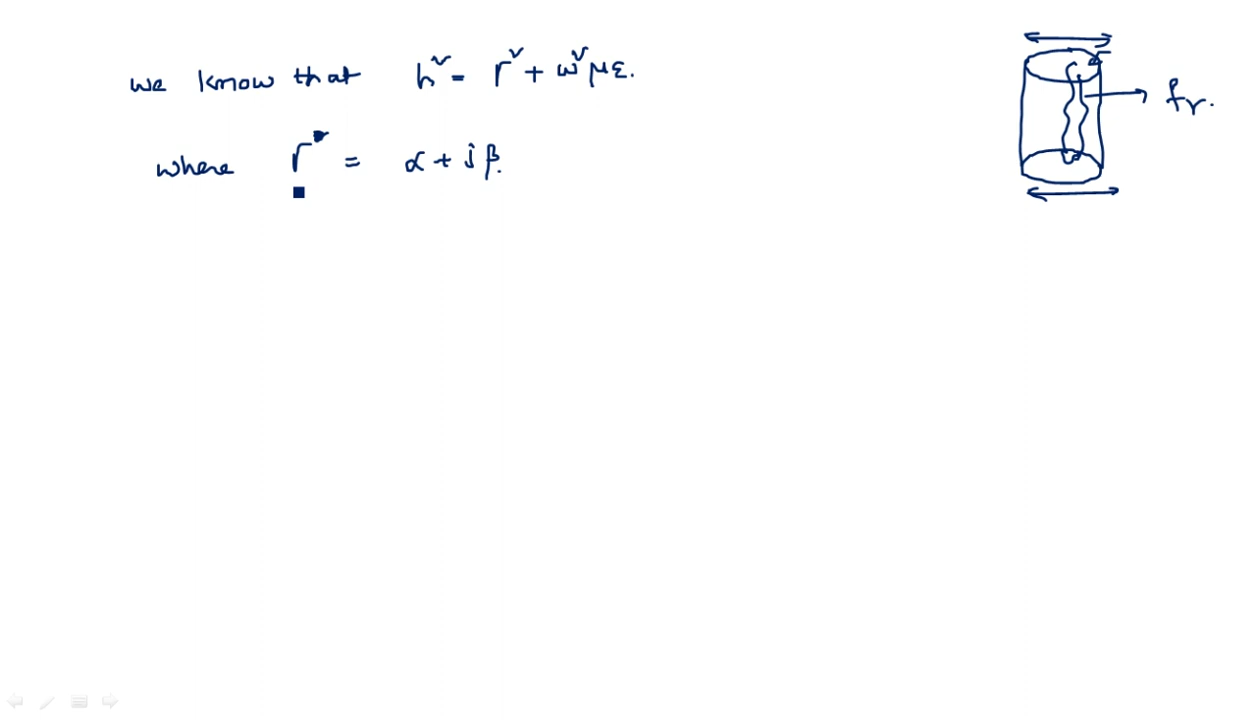 we know that h² = γ² + ω²με.
where γ = α + jβ.
fr.